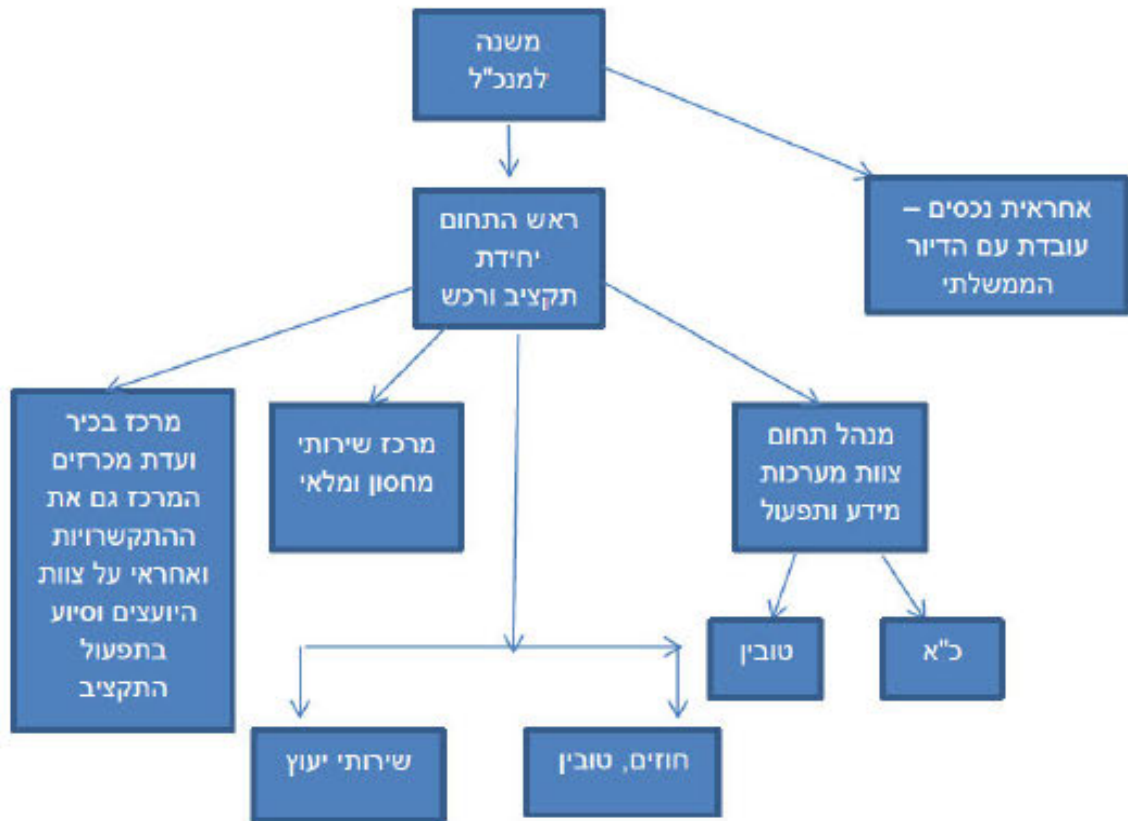 משנה
למנכ"ל
אחראית נכסים –
עובדת עם הדיור
הממשלתי
ראש התחום
יחידת
תקציב ורכש
מנהל תחום
צוות מערכות
מידע ותפעול
מרכז שירותי
מחסון ומלאי
מרכז בכיר
ועדת מכרזים
המרכז גם את
ההתקשרויות
ואחראי על צוות
היועצים וסיוע
בתפעול
התקציב
כ"א
טובין
חוזים, טובין
שירותי יעוץ